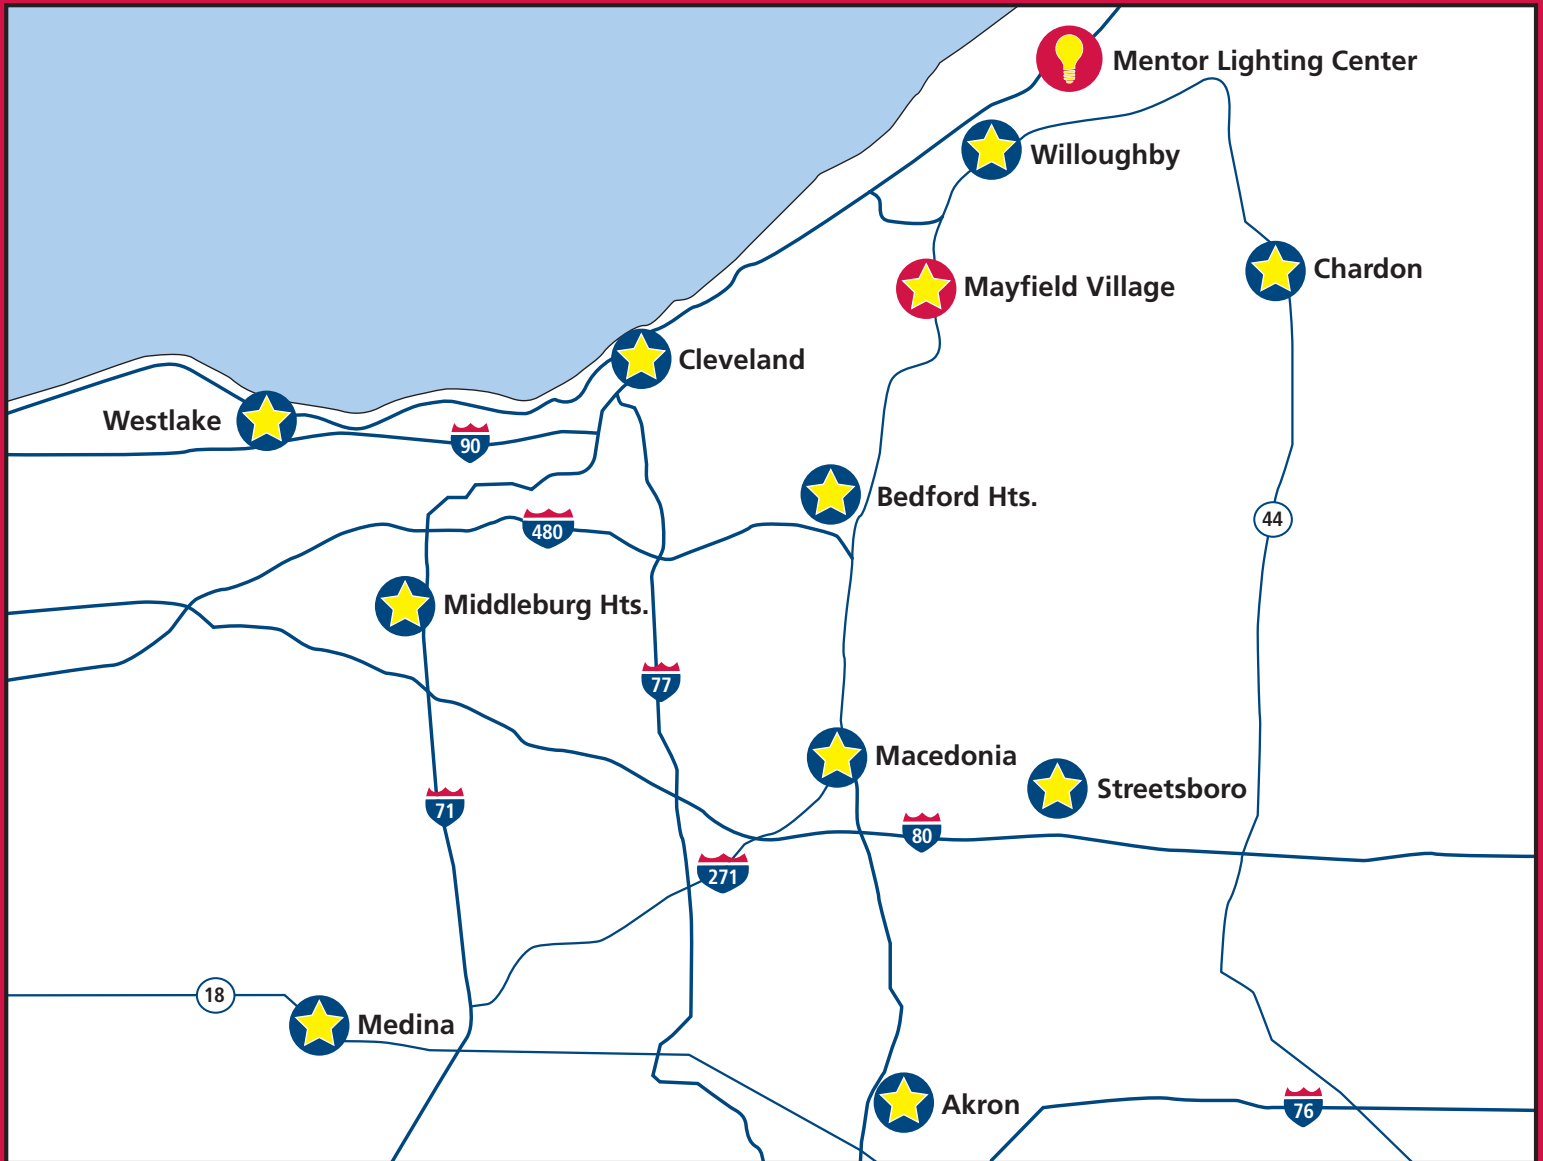 Mentor Lighting Center
Willoughby
Chardon
Mayfield Village
Cleveland
Westlake
90
Bedford Hts.
480
44
Middleburg Hts.
77
Macedonia
Streetsboro
71
80
271
18
Medina
Akron
76